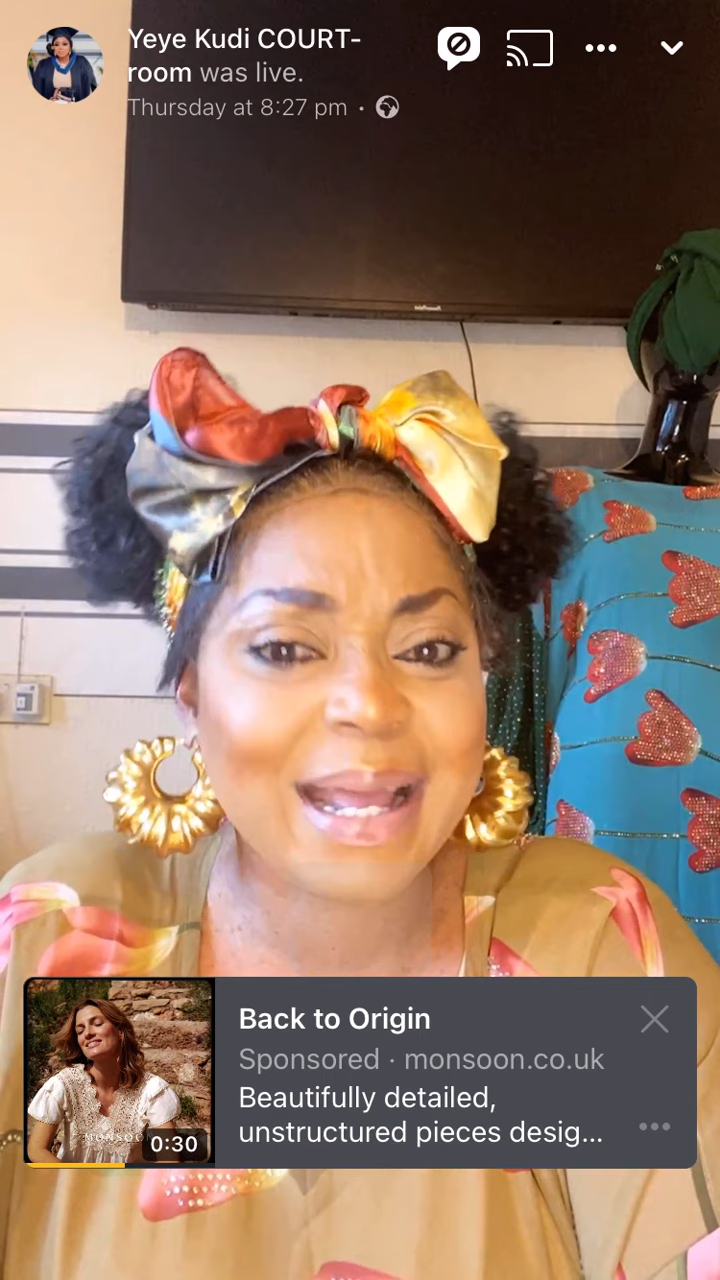 Yeye Kudi COURT-
room was live.
Thursday at 8:27 pm ·
Back to Origin
Sponsored · monsoon.co.uk
Beautifully detailed,
unstructured pieces desig...
MONSOON
0:30